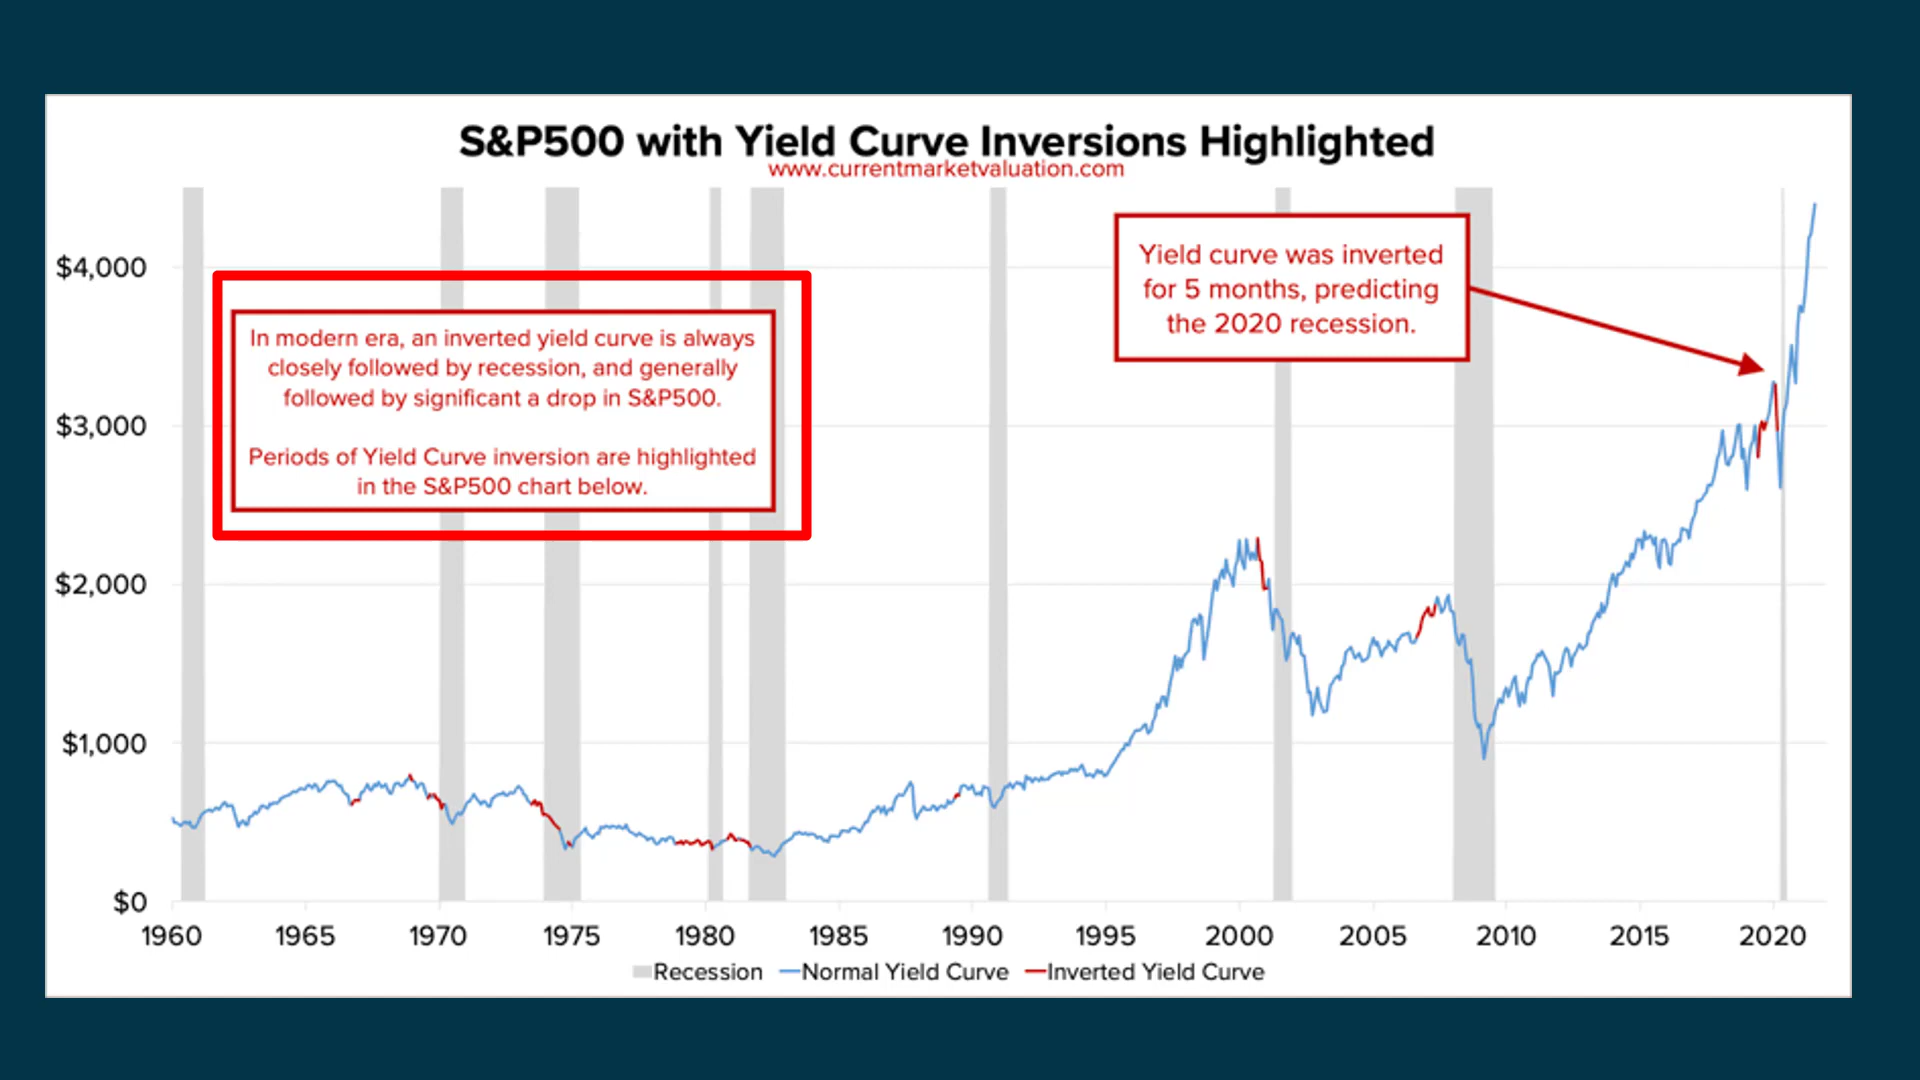 S&P500 with Yield Curve Inversions Highlighted
www.currentmarketvaluation.com
$4,000
$3,000
$2,000
$1,000
$0
In modern era, an inverted yield curve is always
closely followed by recession, and generally
followed by significant a drop in S&P500.
Periods of Yield Curve inversion are highlighted
in the S&P500 chart below.
Yield curve was inverted
for 5 months, predicting
the 2020 recession.
1960 1965 1970 1975 1980 1985 1990 1995 2000 2005 2010 2015 2020
Recession Normal Yield Curve Inverted Yield Curve